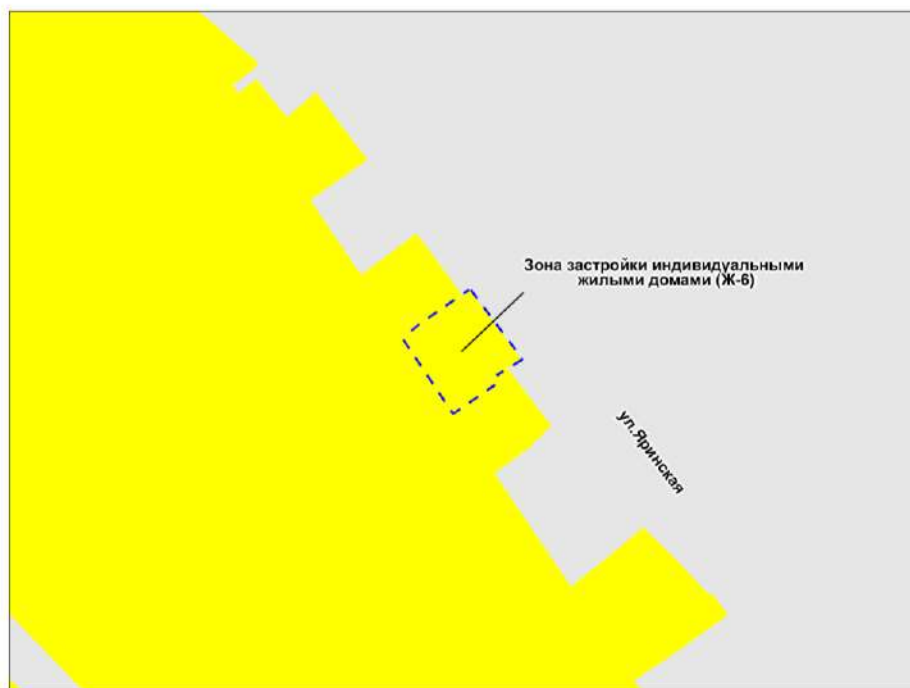 Зона застройки индивидуальными
жилыми домами (Ж-6)
ул.Яринская